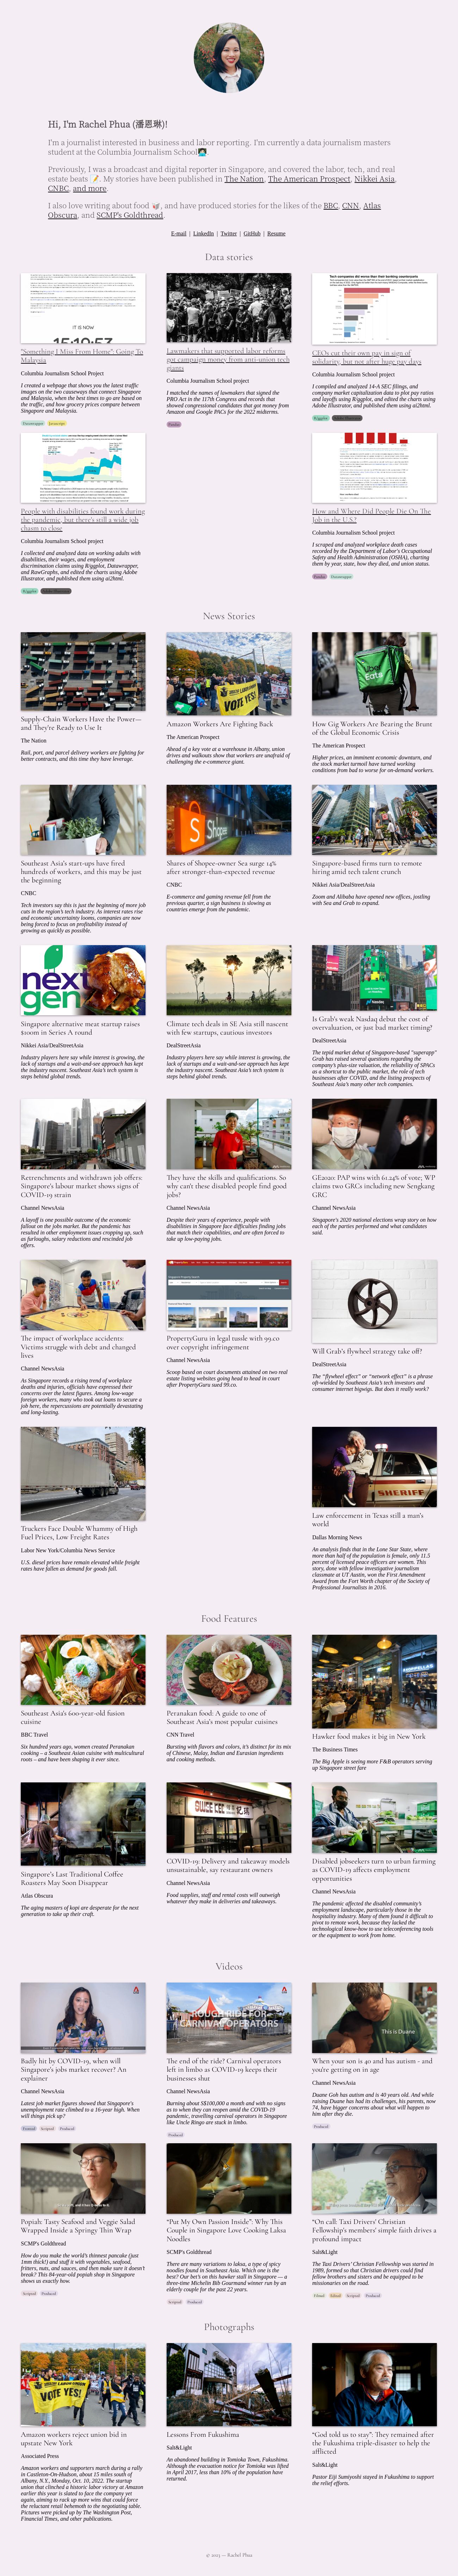 Hi, I'm Rachel Phua (潘恩琳)!
I'm a journalist interested in business and labor reporting. I'm currently a data journalism masters
student at the Columbia Journalism School
Previously, I was a broadcast and digital reporter in Singapore, and covered the labor, tech, and real
estate beats 📝. My stories have been published in The Nation, The American Prospect, Nikkei Asia,
CNBC, and more.
I also love writing about food 🥡, and have produced stories for the likes of the BBC, CNN, Atlas
Obscura, and SCMP's Goldthread.
E-mail | LinkedIn | Twitter | GitHub | Resume
Data stories
IT IS NOW
"Something I Miss From Home": Going To
Malaysia
Columbia Journalism School Project
I created a webpage that shows you the latest traffic
images on the two causeways that connect Singapore
and Malaysia, when the best times to go are based on
the traffic, and how grocery prices compare between
Singapore and Malaysia.
Datawrapper Javascript
Lawmakers that supported labor reforms
got campaign money from anti-union tech
giants
Columbia Journalism School project
I matched the names of lawmakers that signed the
PRO Act in the 117th Congress and records that
showed congressional candidates accepting money from
Amazon and Google PACs for the 2022 midterms.
Pandas
Tech companies did worse than their banking counterparts
CEOs cut their own pay in sign of
solidarity, but not after huge pay days
Columbia Journalism School project
I compiled and analyzed 14-A SEC filings, and
company market capitalization data to plot pay ratios
and layoffs using R/ggplot, and edited the charts using
Adobe Illustrator, and published them using ai2html.
R/ggplot Adobe Illustrator
People with disabilities found work during
the pandemic, but there's still a wide job
chasm to close
Columbia Journalism School project
I collected and analyzed data on working adults with
disabilities, their wages, and employment
discrimination claims using R/ggplot, Datawrapper,
and RawGraphs, and edited the charts using Adobe
Illustrator, and published them using ai2html.
R/ggplot Adobe Illustrator
How and Where Did People Die On The
Job in the U.S.?
Columbia Journalism School project
I scraped and analyzed workplace death cases
recorded by the Department of Labor's Occupational
Safety and Health Administration (OSHA), charting
them by year, state, how they died, and union status.
Pandas Datawrapper
News Stories
Supply-Chain Workers Have the Power—
and They're Ready to Use It
The Nation
Rail, port, and parcel delivery workers are fighting for
better contracts, and this time they have leverage.
VOTE YES!
Amazon Workers Are Fighting Back
The American Prospect
Ahead of a key vote at a warehouse in Albany, union
drives and walkouts show that workers are unafraid of
challenging the e-commerce giant.
Uber
Eats
How Gig Workers Are Bearing the Brunt
of the Global Economic Crisis
The American Prospect
Higher prices, an imminent economic downturn, and
the stock market turmoil have turned working
conditions from bad to worse for on-demand workers.
Southeast Asia's start-ups have fired
hundreds of workers, and this may be just
the beginning
CNBC
Tech investors say this is just the beginning of more job
cuts in the region's tech industry. As interest rates rise
and economic uncertainty looms, companies are now
being forced to focus on profitability instead of
growing as quickly as possible.
Shopee
Shares of Shopee-owner Sea surge 14%
after stronger-than-expected revenue
CNBC
E-commerce and gaming revenue fell from the
previous quarter, a sign business is slowing as
countries emerge from the pandemic.
Singapore-based firms turn to remote
hiring amid tech talent crunch
Nikkei Asia/DealStreetAsia
Zoom and Alibaba have opened new offices, jostling
with Sea and Grab to expand.
next
gen
Singapore alternative meat startup raises
$100m in Series A round
Nikkei Asia/DealStreetAsia
Industry players here say while interest is growing, the
lack of startups and a wait-and-see approach has kept
the industry nascent. Southeast Asia's tech system is
steps behind global trends.
Climate tech deals in SE Asia still nascent
with few startups, cautious investors
DealStreetAsia
Industry players here say while interest is growing, the
lack of startups and a wait-and-see approach has kept
the industry nascent. Southeast Asia's tech system is
steps behind global trends.
Is Grab's weak Nasdaq debut the cost of
overvaluation, or just bad market timing?
DealStreetAsia
The tepid market debut of Singapore-based "superapp"
Grab has raised several questions regarding the
company's plus-size valuation, the reliability of SPACs
as a shortcut to the public market, the role of tech
businesses after COVID, and the listing prospects of
Southeast Asia's many other tech companies.
Retrenchments and withdrawn job offers:
Singapore's labour market shows signs of
COVID-19 strain
Channel NewsAsia
A layoff is one possible outcome of the economic
fallout on the job market. But the pandemic has
resulted in other employment issues cropping up, such
as furloughs, salary reductions and rescinded job
offers.
They have the skills and qualifications. So
why can't these disabled people find good
jobs?
Channel NewsAsia
Despite their years of experience, people with
disabilities in Singapore face difficulties finding jobs
that match their capabilities, and are often forced to
take up low-paying jobs.
GE2020: PAP wins with 61.24% of vote; WP
claims two GRCs including new Sengkang
GRC
Channel NewsAsia
Singapore's 2020 national elections wrap story on how
each of the parties performed and what candidates
said.
The impact of workplace accidents:
Victims struggle with debt and changed
lives
Channel NewsAsia
As Singapore records a rising trend of workplace
deaths and injuries, officials have expressed their
concerns over the latest figures. Among low-wage
foreign workers, many who took out loans to secure a
job here, the repercussions are potentially devastating
and long-lasting.
PropertyGuru in legal tussle with 99.co
over copyright infringement
Channel NewsAsia
Scoop based on court documents attained on two real
estate listing websites going head to head in court
after PropertyGuru sued 99.co.
Will Grab's flywheel strategy take off?
DealStreetAsia
The "flywheel effect" or "network effect" is a phrase
oft-wielded by Southeast Asia's tech investors and
consumer internet bigwigs. But does it really work?
Truckers Face Double Whammy of High
Fuel Prices, Low Freight Rates
Labor New York/Columbia News Service
U.S. diesel prices have remain elevated while freight
rates have fallen as demand for goods fall.
SHERIFF
Law enforcement in Texas still a man's
world
Dallas Morning News
An analysis finds that in the Lone Star State, where
more than half of the population is female, only 11.5
percent of licensed peace officers are women. This
story, done with fellow investigative journalism
classmate at UT Austin, won the First Amendment
Award from the Fort Worth chapter of the Society of
Professional Journalists in 2016.
Food Features
Southeast Asia's 600-year-old fusion
cuisine
BBC Travel
Six hundred years ago, women created Peranakan
cooking – a Southeast Asian cuisine with multicultural
roots – and have been shaping it ever since.
Peranakan food: A guide to one of
Southeast Asia's most popular cuisines
CNN Travel
Bursting with flavors and colors, it's distinct for its mix
of Chinese, Malay, Indian and Eurasian ingredients
and cooking methods.
Hawker food makes it big in New York
The Business Times
The Big Apple is seeing more F&B operators serving
up Singapore street fare
Singapore's Last Traditional Coffee
Roasters May Soon Disappear
Atlas Obscura
The aging masters of kopi are desperate for the next
generation to take up their craft.
COVID-19: Delivery and takeaway models
unsustainable, say restaurant owners
Channel NewsAsia
Food supplies, staff and rental costs will outweigh
whatever they make in deliveries and takeaways.
Disabled jobseekers turn to urban farming
as COVID-19 affects employment
opportunities
Channel NewsAsia
The pandemic affected the disabled community's
employment landscape, particularly those in the
hospitality industry. Many of them found it difficult to
pivot to remote work, because they lacked the
technological know-how to use teleconferencing tools
or the equipment to work from home.
Videos
Badly hit by COVID-19, when will
Singapore's jobs market recover? An
explainer
Channel NewsAsia
Latest job market figures showed that Singapore's
unemployment rate climbed to a 16-year high. When
will things pick up?
Scripted Produced
ROUGH RIDE FOR
CARNIVAL OPERATORS
The end of the ride? Carnival operators
left in limbo as COVID-19 keeps their
businesses shut
Channel NewsAsia
Burning about S$100,000 a month and with no signs
as to when they can reopen amid the COVID-19
pandemic, travelling carnival operators in Singapore
like Uncle Ringo are stuck in limbo.
Produced
This is Duane
When your son is 40 and has autism - and
you're getting on in age
Channel NewsAsia
Duane Goh has autism and is 40 years old. And while
raising Duane has had its challenges, his parents, now
74, have bigger concerns about what will happen to
him after they die.
Produced
Popiah: Tasty Seafood and Veggie Salad
Wrapped Inside a Springy Thin Wrap
SCMP's Goldthread
How do you make the world's thinnest pancake (just
1mm thick!) and stuff it with vegetables, seafood,
fritters, nuts, and sauces, and then make sure it doesn't
break? This 84-year-old popiah shop in Singapore
shows us exactly how.
Scripted Produced
"Put My Own Passion Inside": Why This
Couple in Singapore Love Cooking Laksa
Noodles
SCMP's Goldthread
There are many variations to laksa, a type of spicy
noodles found in Southeast Asia. Which one is the
best? Our bet's on this hawker stall in Singapore — a
three-time Michelin Bib Gourmand winner run by an
elderly couple for the past 22 years.
Scripted Produced
"On call: Taxi Drivers' Christian
Fellowship's members' simple faith drives a
profound impact
Salt&Light
The Taxi Drivers' Christian Fellowship was started in
1989, formed so that Christian drivers could find
fellow brothers and sisters and be equipped to be
missionaries on the road.
Filmed Edited Scripted Produced
Photographs
VOTE YES!
Amazon workers reject union bid in
upstate New York
Associated Press
Amazon workers and supporters march during a rally
in Castleton-On-Hudson, about 15 miles south of
Albany, N.Y., Monday, Oct. 10, 2022. The startup
union that clinched a historic labor victory at Amazon
earlier this year is slated to face the company yet
again, aiming to rack up more wins that could force
the reluctant retail behemoth to the negotiating table.
Pictures were picked up by The Washington Post,
Financial Times, and other publications.
Lessons From Fukushima
Salt&Light
An abandoned building in Tomioka Town, Fukushima.
Although the evacuation notice for Tomioka was lifted
in April 2017, less than 10% of the population have
returned.
"God told us to stay": They remained after
the Fukushima triple-disaster to help the
afflicted
Salt&Light
Pastor Eiji Sumiyoshi stayed in Fukushima to support
the relief efforts.
© 2023 — Rachel Phua